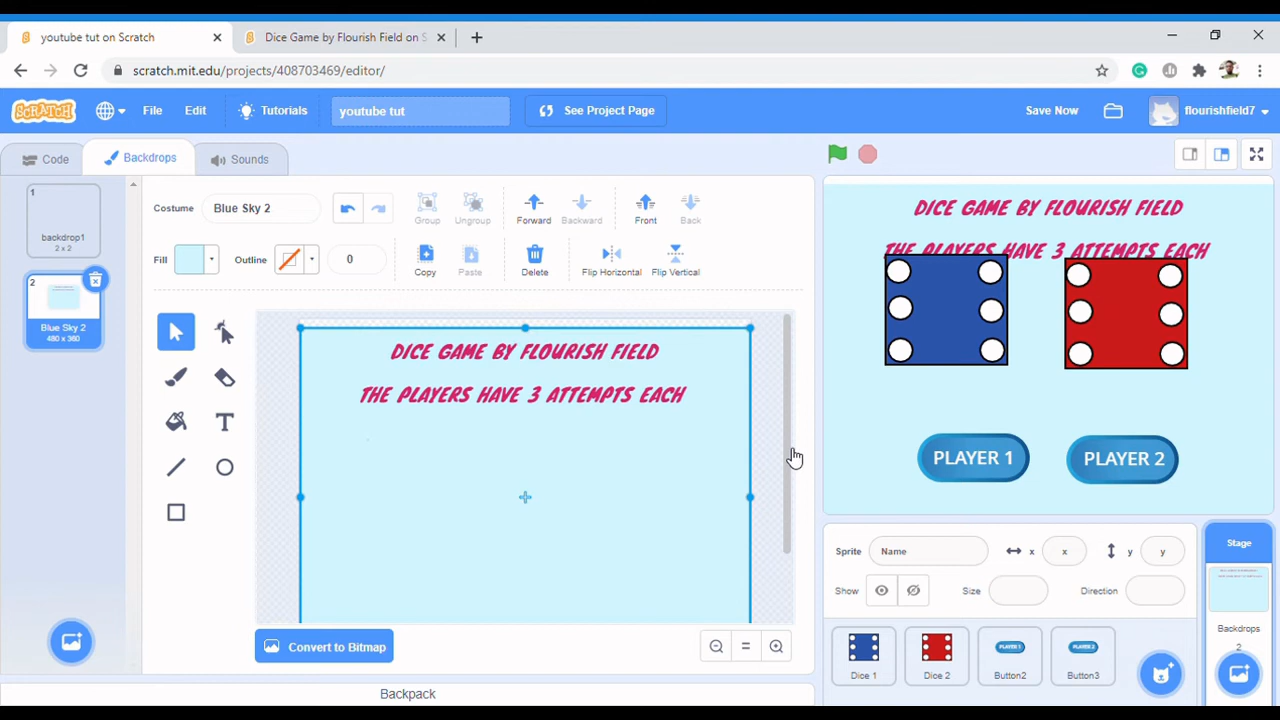 youtube tut on Scratch
Dice Game by Flourish Field on S
scratch.mit.edu/projects/408703469/editor/
SCRATCH
File
Edit
Tutorials
youtube tut
See Project Page
Save Now
flourishfield7
Code
Backdrops
Sounds
1
backdrop1
2 x 2
2
Blue Sky 2
480 x 360
Costume
Blue Sky 2
Group
Ungroup
Forward
Backward
Front
Back
Fill
Outline
0
Copy
Paste
Delete
Flip Horizontal
Flip Vertical
T
DICE GAME BY FLOURISH FIELD
THE PLAYERS HAVE 3 ATTEMPTS EACH
Convert to Bitmap
Backpack
DICE GAME BY FLOURISH FIELD
THE PLAYERS HAVE 3 ATTEMPTS EACH
PLAYER 1
PLAYER 2
Sprite
Name
x
x
y
y
Show
Size
Direction
Dice 1
Dice 2
PLAYER 1
Button2
PLAYER 2
Button3
Stage
Backdrops
2